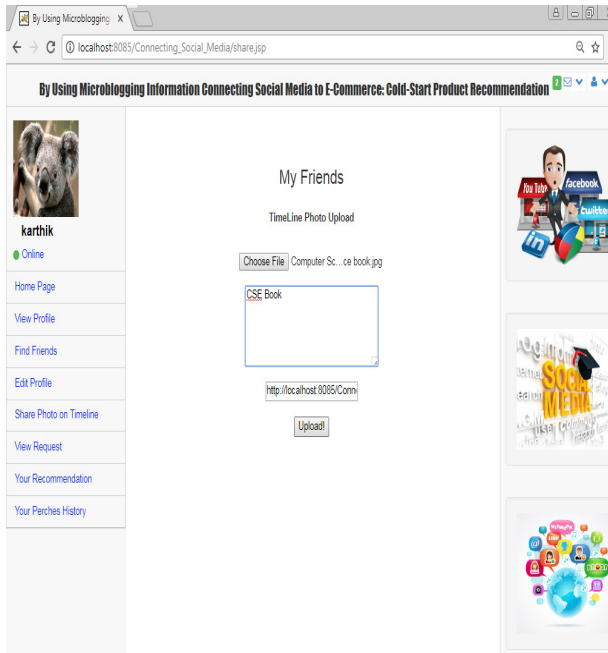 By Using Microblogging
localhost:8085/Connecting_Social_Media/share.jsp
By Using Microblogging Information Connecting Social Media to E-Commerce: Cold-Start Product Recommendation
2
karthik
Online
Home Page
View Profile
Find Friends
Edit Profile
Share Photo on Timeline
View Request
Your Recommendation
Your Perches History
My Friends
TimeLine Photo Upload
Choose File Computer Sc...ce book.jpg
CSE Book
http://localhost:8085/Conn
Upload!
You Tube
facebook
twitter
in
SOCIAL
MEDIA